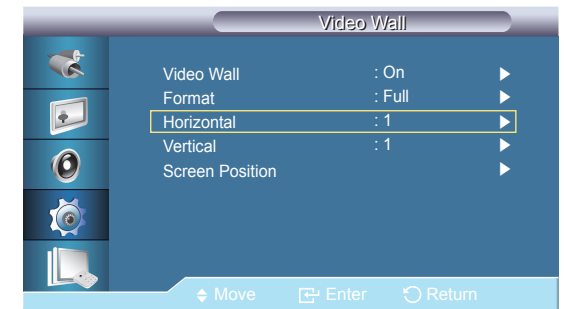 Video Wall
Video Wall : On
Format : Full
Horizontal : 1
Vertical : 1
Screen Position
Move Enter Return